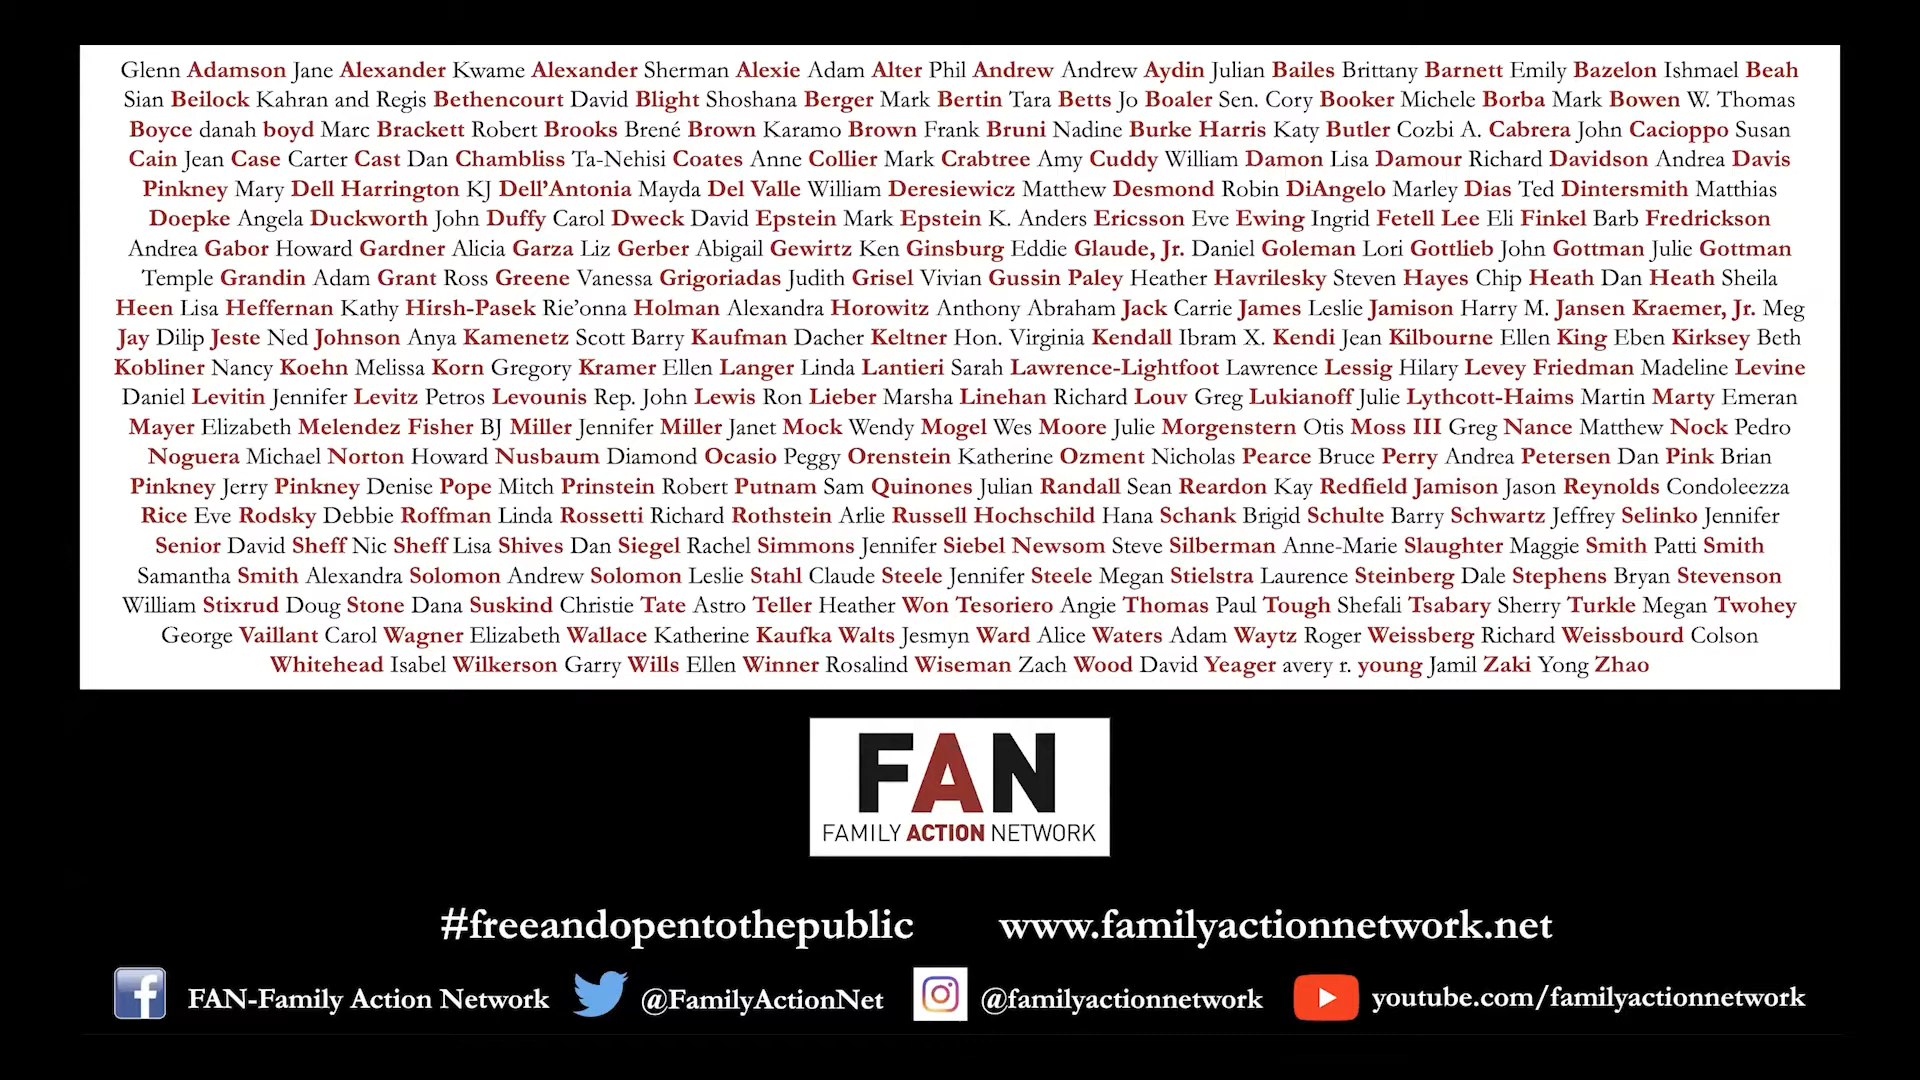 Glenn Adamson Jane Alexander Kwame Alexander Sherman Alexie Adam Alter Phil Andrew Andrew Aydin Julian Bailes Brittany Barnett Emily Bazelon Ishmael Beah
Sian Beilock Kahran and Regis Bethencourt David Blight Shoshana Berger Mark Bertin Tara Betts Jo Boaler Sen. Cory Booker Michele Borba Mark Bowen W. Thomas
Boyce danah boyd Marc Brackett Robert Brooks Brené Brown Karamo Brown Frank Bruni Nadine Burke Harris Katy Butler Cozbi A. Cabrera John Cacioppo Susan
Cain Jean Case Carter Cast Dan Chambliss Ta-Nehisi Coates Anne Collier Mark Crabtree Amy Cuddy William Damon Lisa Damour Richard Davidson Andrea Davis
Pinkney Mary Dell Harrington KJ Dell’Antonia Mayda Del Valle William Deresiewicz Matthew Desmond Robin DiAngelo Marley Dias Ted Dintersmith Matthias
Doepke Angela Duckworth John Duffy Carol Dweck David Epstein Mark Epstein K. Anders Ericsson Eve Ewing Ingrid Fetell Lee Eli Finkel Barb Fredrickson
Andrea Gabor Howard Gardner Alicia Garza Liz Gerber Abigail Gewirtz Ken Ginsburg Eddie Glaude, Jr. Daniel Goleman Lori Gottlieb John Gottman Julie Gottman
Temple Grandin Adam Grant Ross Greene Vanessa Grigoriadas Judith Grisel Vivian Gussin Paley Heather Havrilesky Steven Hayes Chip Heath Dan Heath Sheila
Heen Lisa Heffernan Kathy Hirsh-Pasek Rie’onna Holman Alexandra Horowitz Anthony Abraham Jack Carrie James Leslie Jamison Harry M. Jansen Kraemer, Jr. Meg
Jay Dilip Jeste Ned Johnson Anya Kamenetz Scott Barry Kaufman Dacher Keltner Hon. Virginia Kendall Ibram X. Kendi Jean Kilbourne Ellen King Eben Kirksey Beth
Kobliner Nancy Koehn Melissa Korn Gregory Kramer Ellen Langer Linda Lantieri Sarah Lawrence-Lightfoot Lawrence Lessig Hilary Levey Friedman Madeline Levine
Daniel Levitin Jennifer Levitz Petros Levounis Rep. John Lewis Ron Lieber Marsha Linehan Richard Louv Greg Lukianoff Julie Lythcott-Haims Martin Marty Emeran
Mayer Elizabeth Melendez Fisher BJ Miller Jennifer Miller Janet Mock Wendy Mogel Wes Moore Julie Morgenstern Otis Moss III Greg Nance Matthew Nock Pedro
Noguera Michael Norton Howard Nusbaum Diamond Ocasio Peggy Orenstein Katherine Ozment Nicholas Pearce Bruce Perry Andrea Petersen Dan Pink Brian
Pinkney Jerry Pinkney Denise Pope Mitch Prinstein Robert Putnam Sam Quinones Julian Randall Sean Reardon Kay Redfield Jamison Jason Reynolds Condoleezza
Rice Eve Rodsky Debbie Roffman Linda Rossetti Richard Rothstein Arlie Russell Hochschild Hana Schank Brigid Schulte Barry Schwartz Jeffrey Selinko Jennifer
Senior David Sheff Nic Sheff Lisa Shives Dan Siegel Rachel Simmons Jennifer Siebel Newsom Steve Silberman Anne-Marie Slaughter Maggie Smith Patti Smith
Samantha Smith Alexandra Solomon Andrew Solomon Leslie Stahl Claude Steele Jennifer Steele Megan Stielstra Laurence Steinberg Dale Stephens Bryan Stevenson
William Stixrud Doug Stone Dana Suskind Christie Tate Astro Teller Heather Won Tesoriero Angie Thomas Paul Tough Shefali Tsabary Sherry Turkle Megan Twohey
George Vaillant Carol Wagner Elizabeth Wallace Katherine Kaufka Walts Jesmyn Ward Alice Waters Adam Waytz Roger Weissberg Richard Weissbourd Colson
Whitehead Isabel Wilkerson Garry Wills Ellen Winner Rosalind Wiseman Zach Wood David Yeager avery r. young Jamil Zaki Yong Zhao
FAN
FAMILY ACTION NETWORK
#freeandopentothepublic www.familyactionnetwork.net
FAN-Family Action Network @FamilyActionNet @familyactionnetwork youtube.com/familyactionnetwork